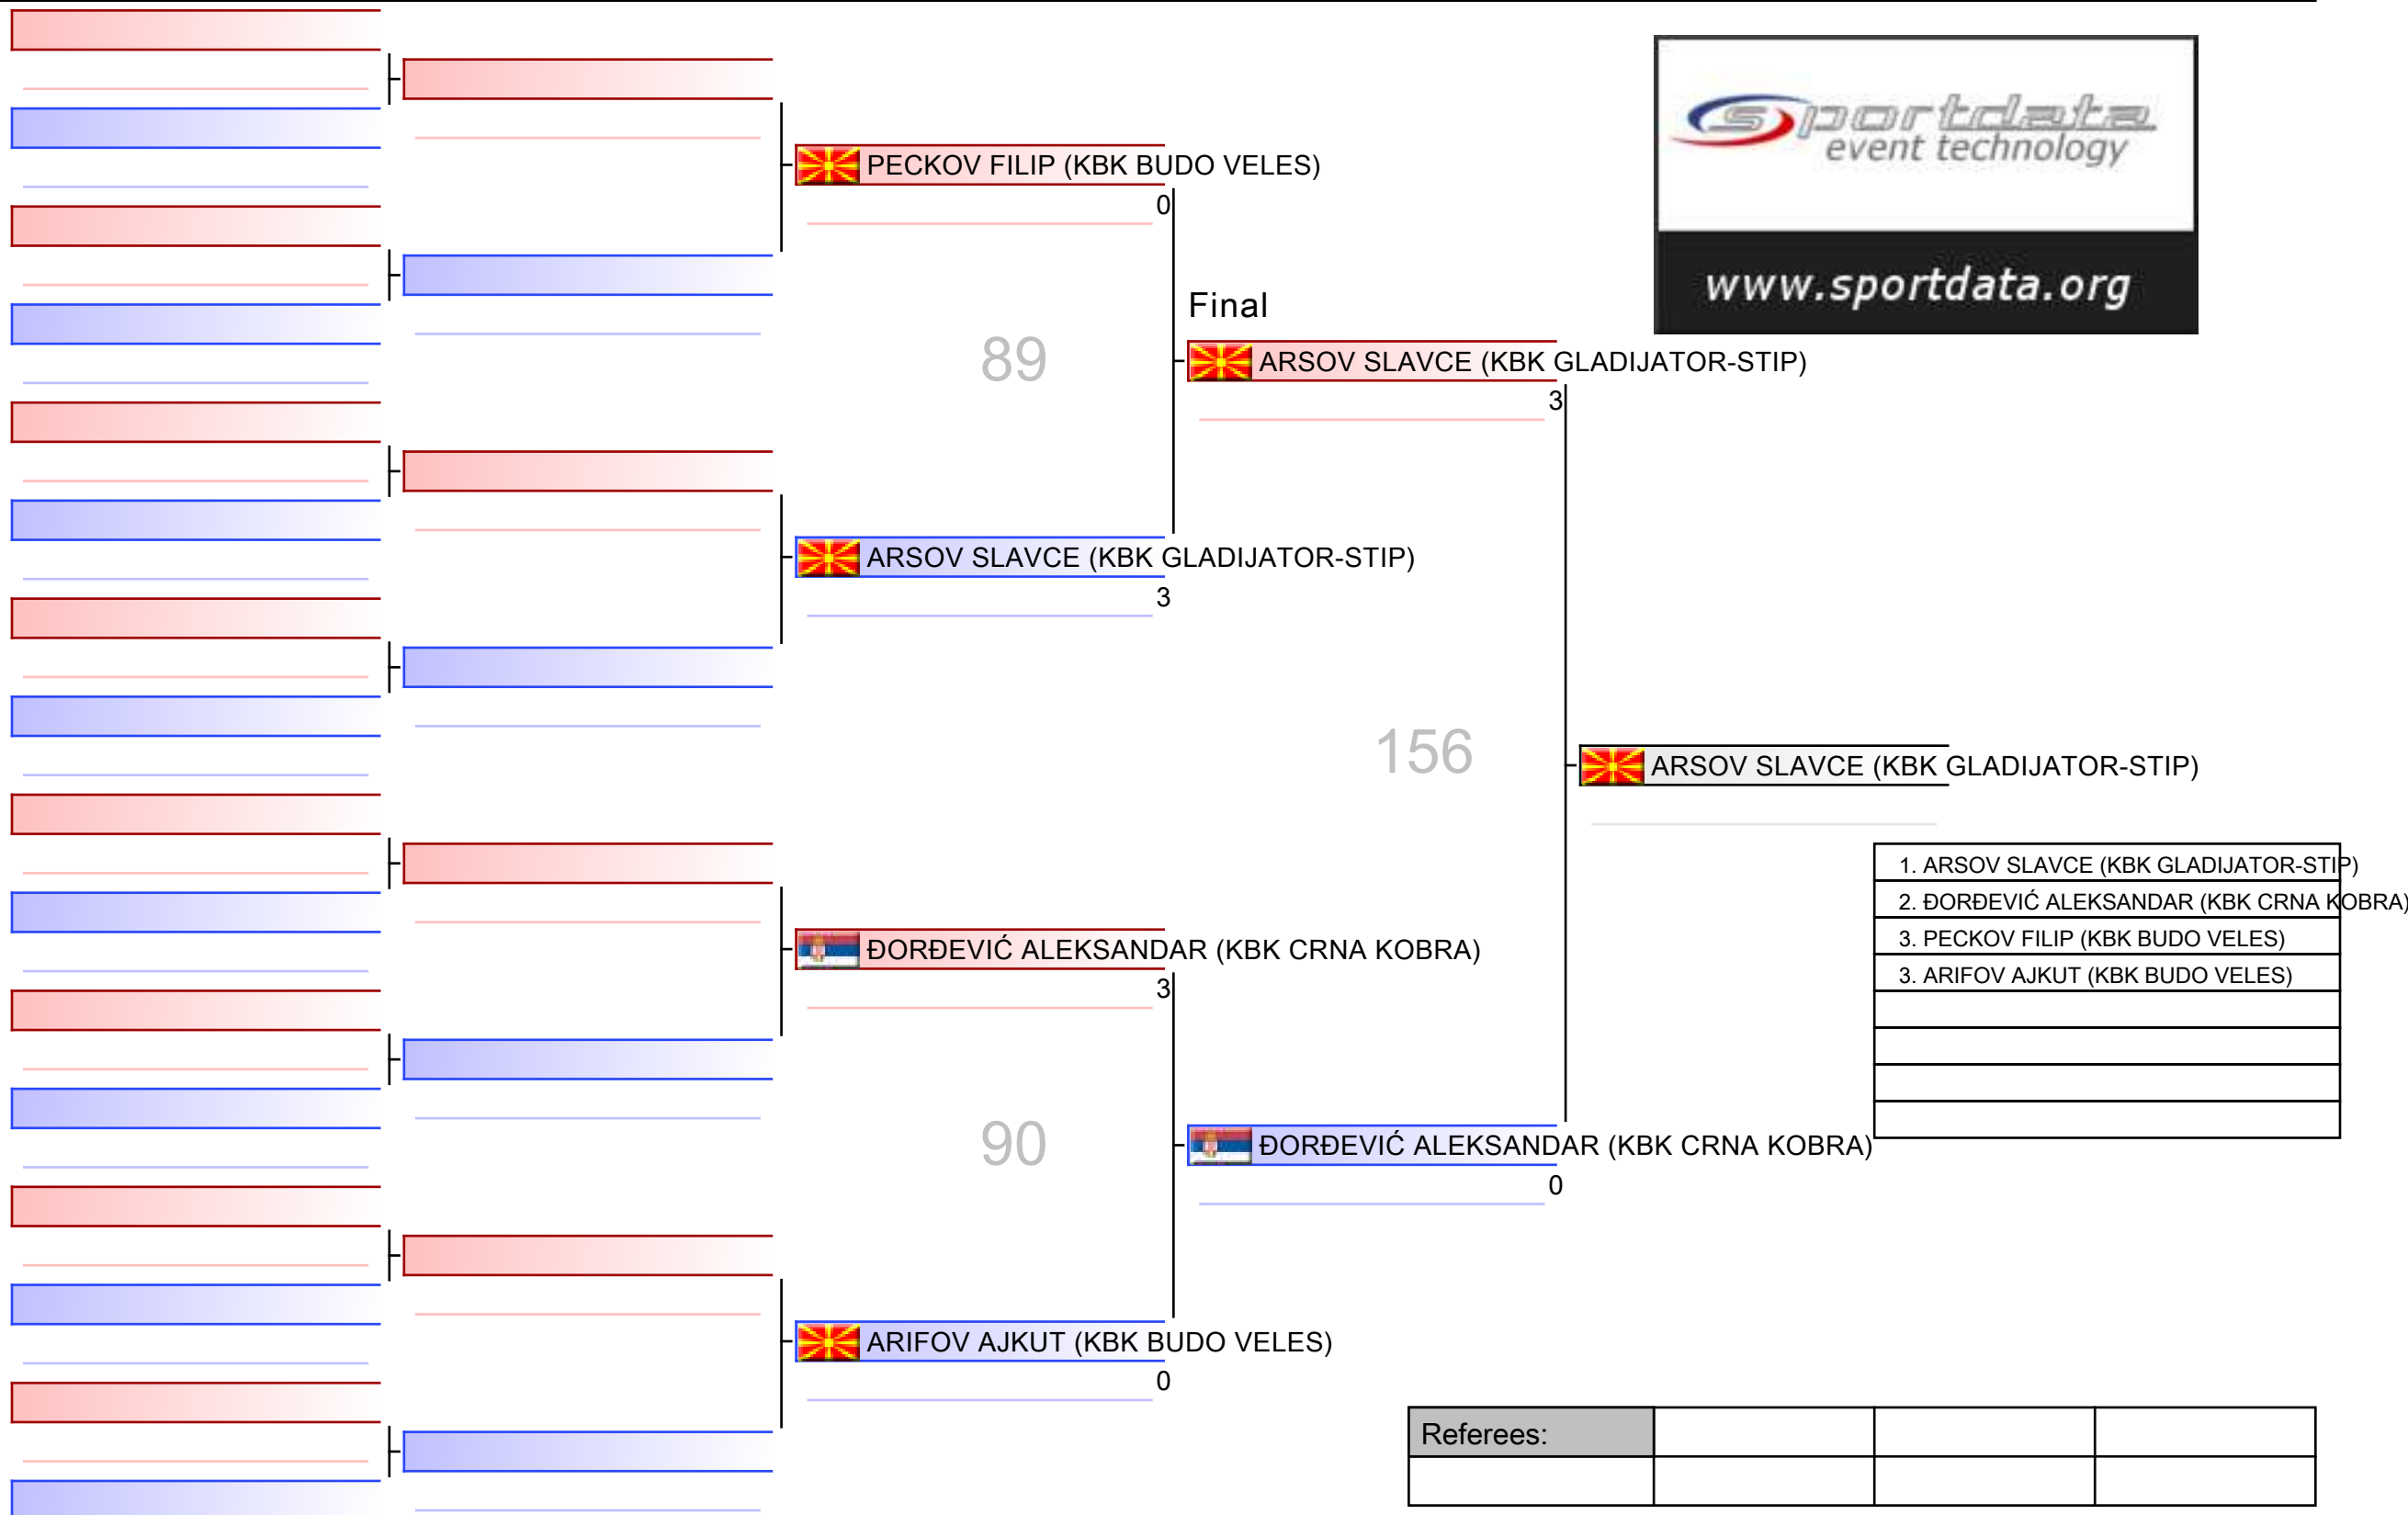 sportdata
event technology
www.sportdata.org
PECKOV FILIP (KBK BUDO VELES)
0
Final
89
ARSOV SLAVCE (KBK GLADIJATOR-STIP)
3
ARSOV SLAVCE (KBK GLADIJATOR-STIP)
3
156
ARSOV SLAVCE (KBK GLADIJATOR-STIP)
1. ARSOV SLAVCE (KBK GLADIJATOR-STIP)
2. ĐORĐEVIĆ ALEKSANDAR (KBK CRNA KOBRA)
3. PECKOV FILIP (KBK BUDO VELES)
3. ARIFOV AJKUT (KBK BUDO VELES)
ĐORĐEVIĆ ALEKSANDAR (KBK CRNA KOBRA)
3
90
ĐORĐEVIĆ ALEKSANDAR (KBK CRNA KOBRA)
0
ARIFOV AJKUT (KBK BUDO VELES)
0
Referees: